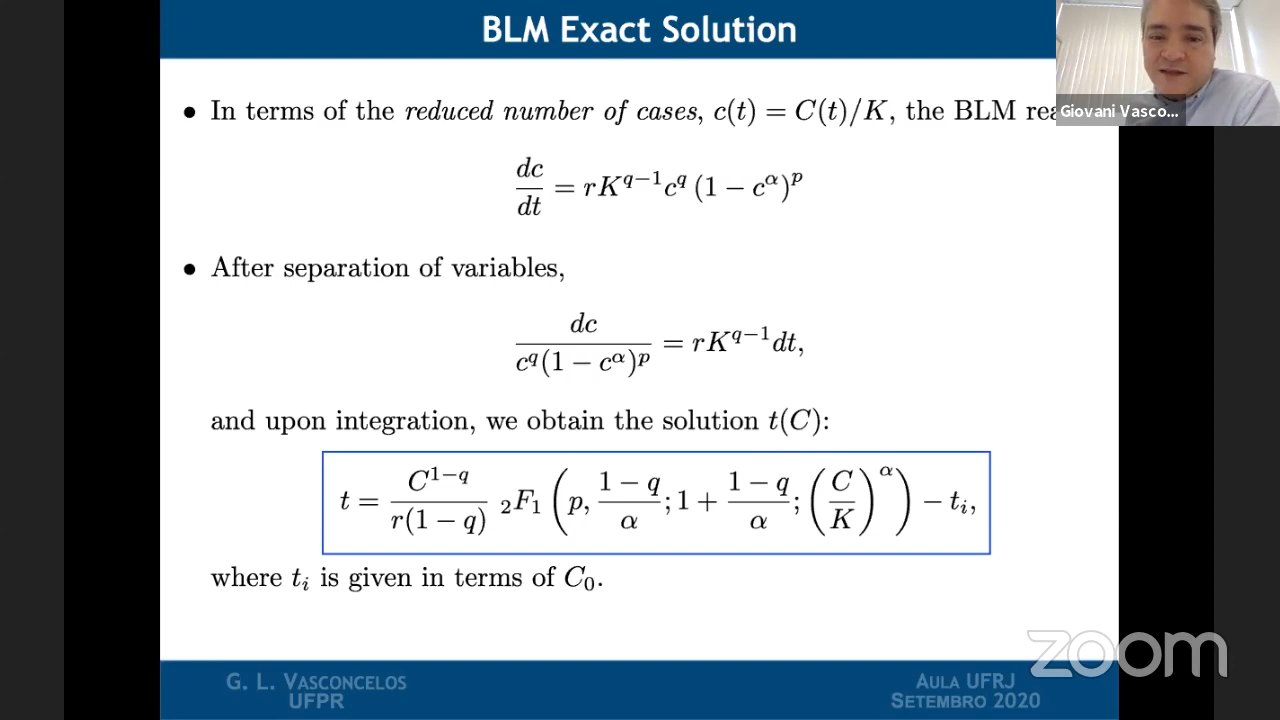 BLM Exact Solution
• In terms of the reduced number of cases, c(t) = C(t)/K, the BLM rea
Giovani Vasco...
dc/dt = rK^{q−1}c^q (1 − c^α)^p
• After separation of variables,
dc/(c^q(1 − c^α)^p) = rK^{q−1}dt,
and upon integration, we obtain the solution t(C):
t = C^{1−q}/(r(1 − q)) ₂F₁ (p, (1 − q)/α; 1 + (1 − q)/α; (C/K)^α) − t_i,
where t_i is given in terms of C_0.
zoom
G. L. Vasconcelos
UFPR
Aula UFRJ
Setembro 2020